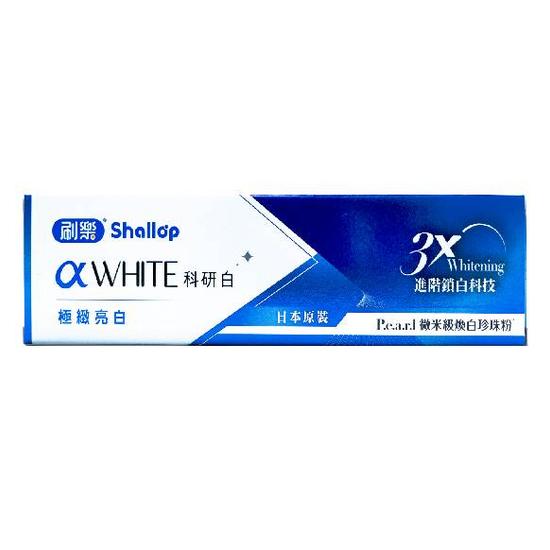 刷樂® Shallop
αWHITE 科研白
極緻亮白
日本原裝
3X
Whitening
進階鎖白科技
P.e.a.r.l 微米級煥白珍珠粉